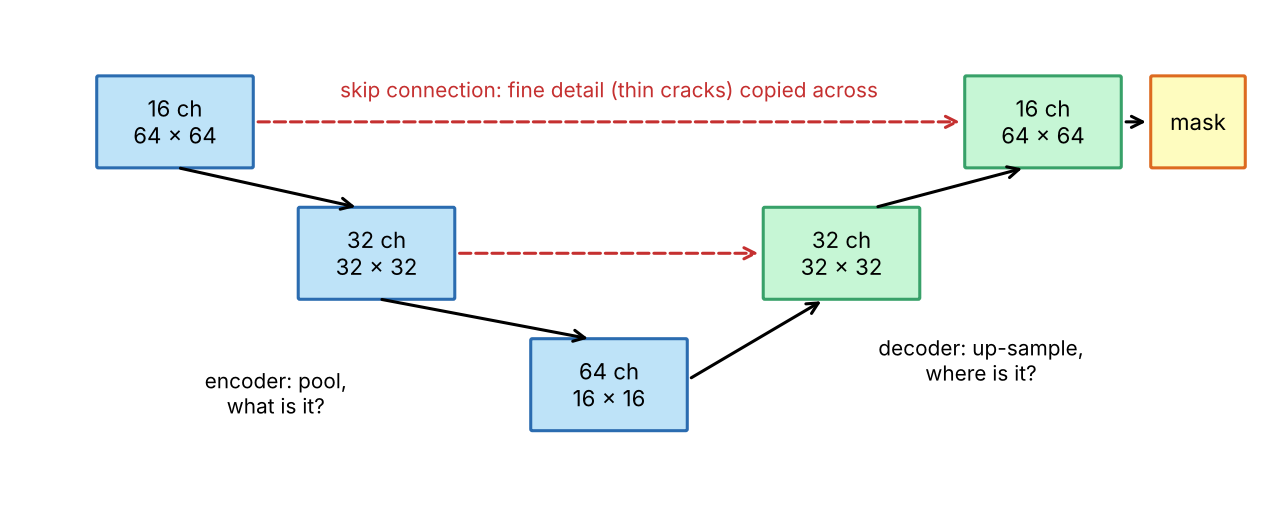 skip connection: fine detail (thin cracks) copied across
16 ch
64 × 64
16 ch
64 × 64
mask
32 ch
32 × 32
32 ch
32 × 32
64 ch
16 × 16
decoder: up-sample,
where is it?
encoder: pool,
what is it?